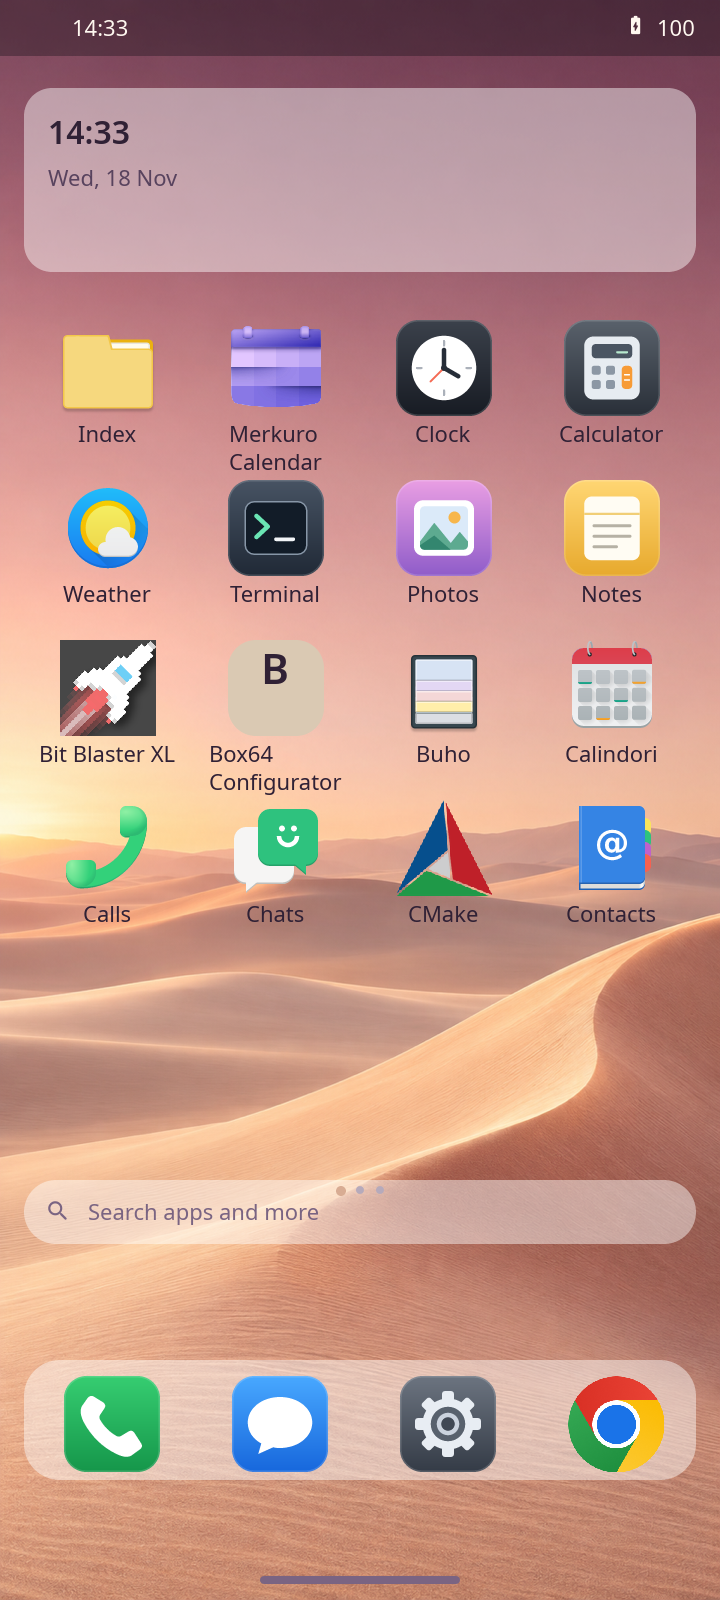 14:33
100
14:33
Wed, 18 Nov
Index
Merkuro
Calendar
Clock
Calculator
Weather
Terminal
Photos
Notes
Bit Blaster XL
B
Box64
Configurator
Buho
Calindori
@
Calls
Chats
CMake
Contacts
Search apps and more